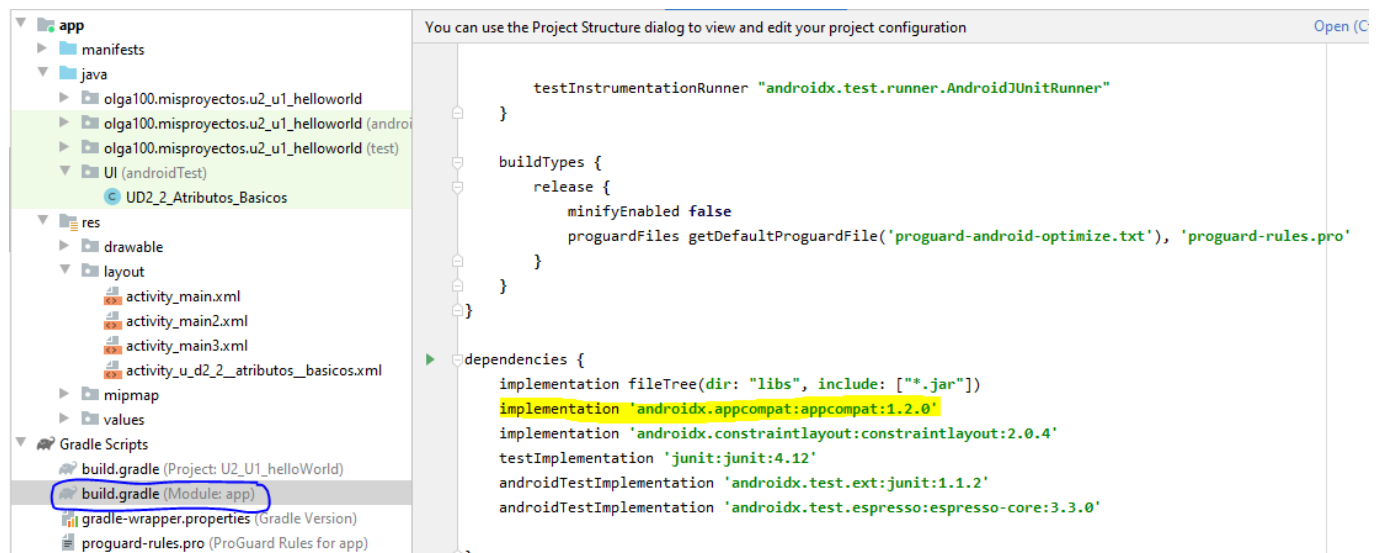 app
manifests
java
olga100.misproyectos.u2_u1_helloworld
olga100.misproyectos.u2_u1_helloworld (androi
olga100.misproyectos.u2_u1_helloworld (test)
UI (androidTest)
C UD2_2_Atributos_Basicos
res
drawable
layout
activity_main.xml
activity_main2.xml
activity_main3.xml
activity_u_d2_2__atributos__basicos.xml
mipmap
values
Gradle Scripts
build.gradle (Project: U2_U1_helloWorld)
build.gradle (Module: app)
gradle-wrapper.properties (Gradle Version)
proguard-rules.pro (ProGuard Rules for app)
You can use the Project Structure dialog to view and edit your project configuration
Open (C
testInstrumentationRunner "androidx.test.runner.AndroidJUnitRunner"
}
buildTypes {
release {
minifyEnabled false
proguardFiles getDefaultProguardFile('proguard-android-optimize.txt'), 'proguard-rules.pro'
}
}
}
dependencies {
implementation fileTree(dir: "libs", include: ["*.jar"])
implementation 'androidx.appcompat:appcompat:1.2.0'
implementation 'androidx.constraintlayout:constraintlayout:2.0.4'
testImplementation 'junit:junit:4.12'
androidTestImplementation 'androidx.test.ext:junit:1.1.2'
androidTestImplementation 'androidx.test.espresso:espresso-core:3.3.0'